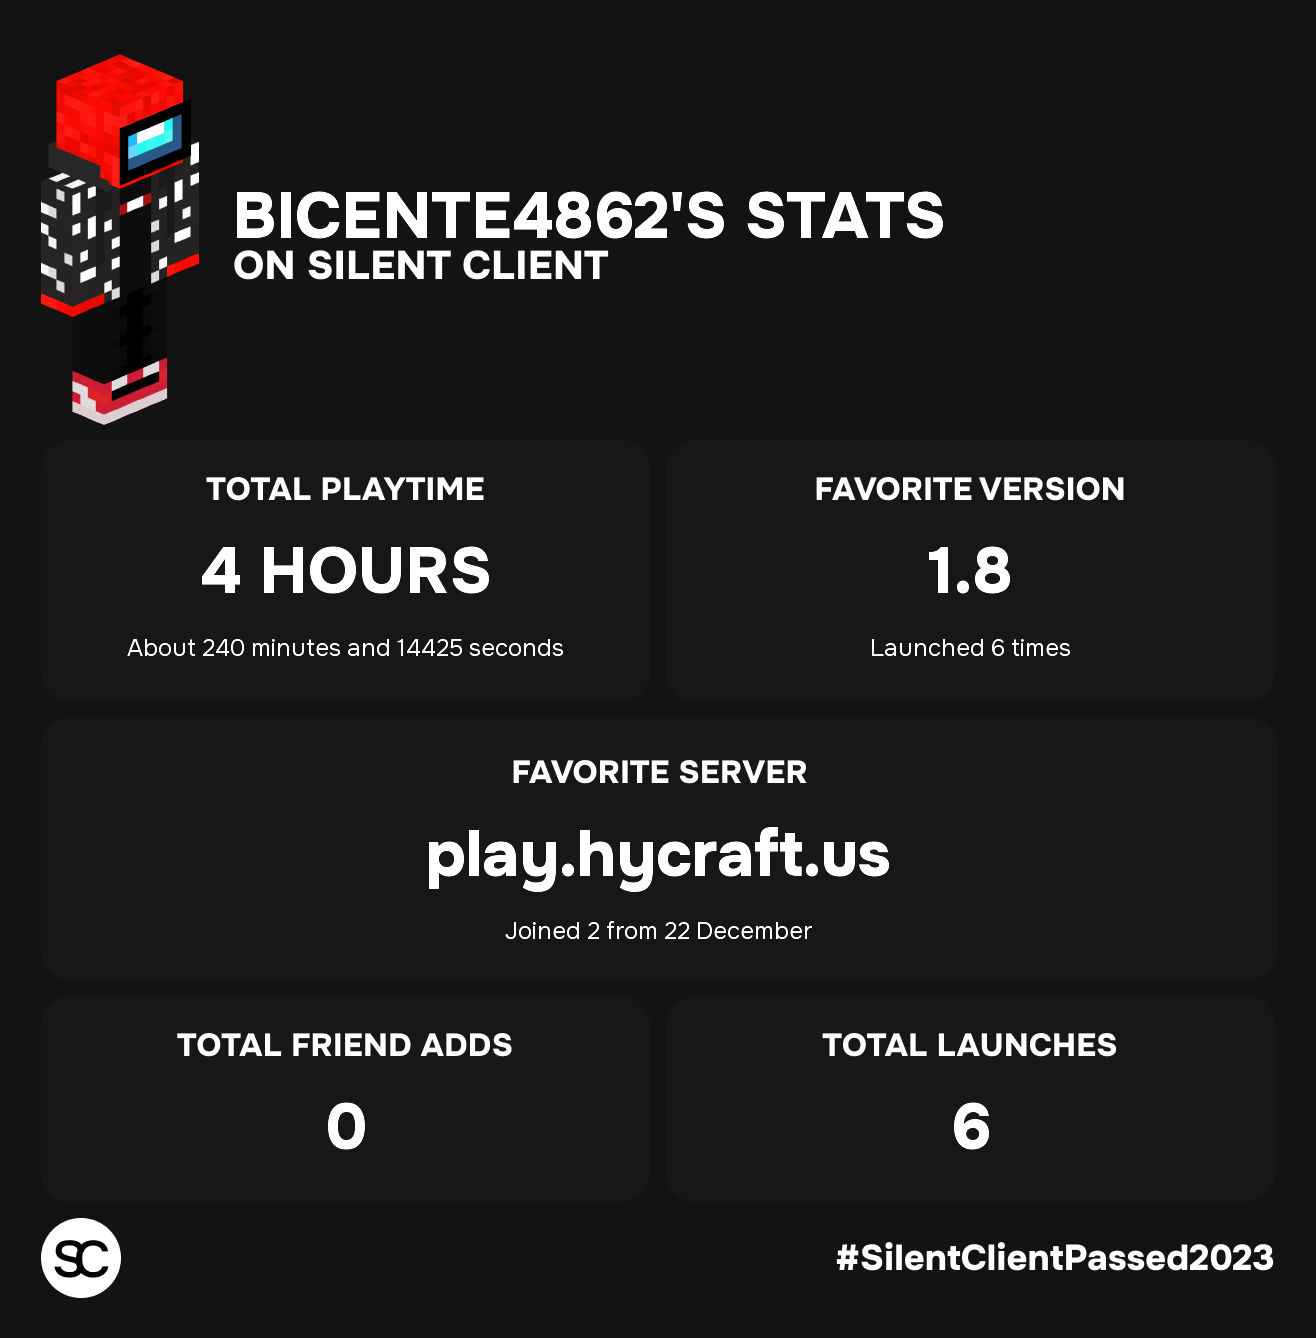 BICENTE4862'S STATS
ON SILENT CLIENT
TOTAL PLAYTIME
4 HOURS
About 240 minutes and 14425 seconds
FAVORITE VERSION
1.8
Launched 6 times
FAVORITE SERVER
play.hycraft.us
Joined 2 from 22 December
TOTAL FRIEND ADDS
0
TOTAL LAUNCHES
6
SC
#SilentClientPassed2023